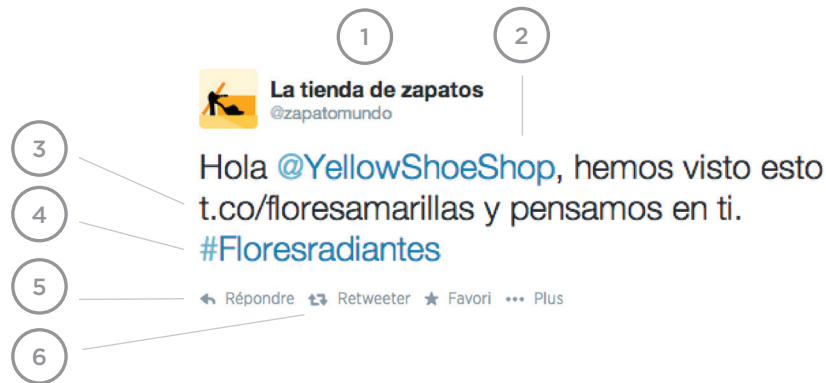 1
2
La tienda de zapatos
@zapatomundo
3
Hola @YellowShoeShop, hemos visto esto
t.co/floresamarillas y pensamos en ti.
4
#Floresradiantes
5
Répondre Retweeter Favori ••• Plus
6